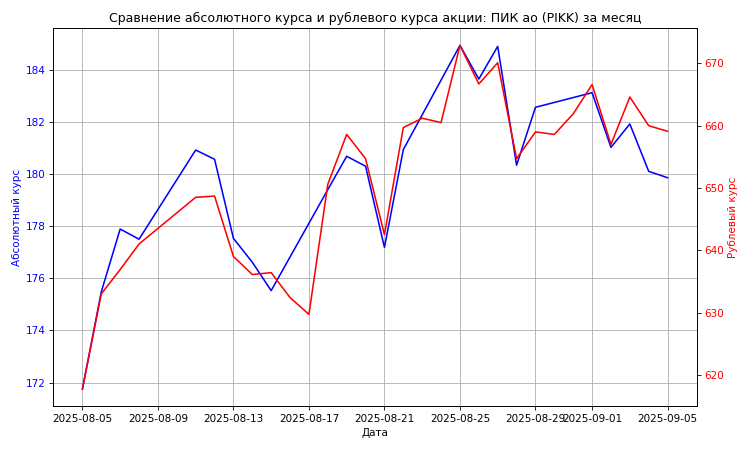 Сравнение абсолютного курса и рублевого курса акции: ПИК ао (PIKK) за месяц
Абсолютный курс
184
182
180
178
176
174
172
670
660
650
640
630
620
Рублевый курс
2025-08-05 2025-08-09 2025-08-13 2025-08-17 2025-08-21 2025-08-25 2025-08-29 2025-09-01 2025-09-05
Дата